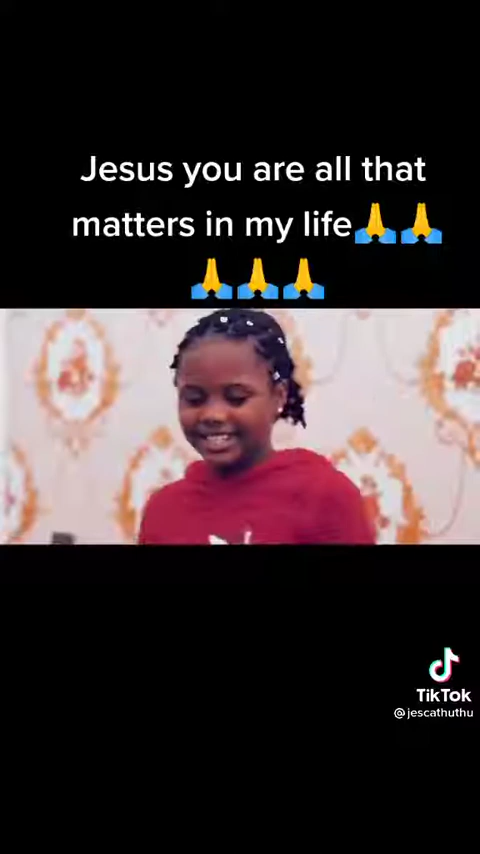 Jesus you are all that
matters in my life🙏🙏
🙏🙏🙏
TikTok
@jescathuthu